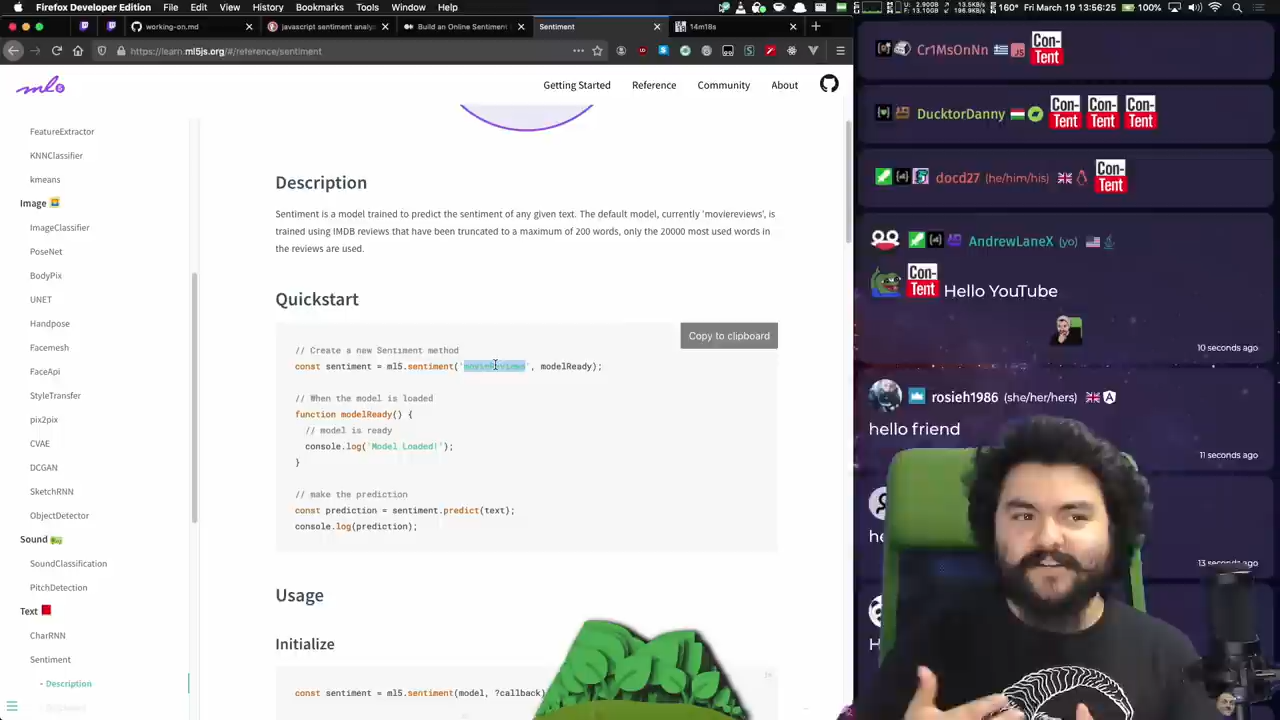 Firefox Developer Edition File Edit View History Bookmarks Tools Window Help
100% Sun 13:56:25
working-on.md
javascript sentiment analys
Build an Online Sentiment
Sentiment
14m18s
https://learn.ml5js.org/#/reference/sentiment
ml5
Getting Started
Reference
Community
About
FeatureExtractor
KNNClassifier
kmeans
Image
ImageClassifier
PoseNet
BodyPix
UNET
Handpose
Facemesh
FaceApi
StyleTransfer
pix2pix
CVAE
DCGAN
SketchRNN
ObjectDetector
Sound
SoundClassification
PitchDetection
Text
CharRNN
Sentiment
- Description
Description
Sentiment is a model trained to predict the sentiment of any given text. The default model, currently 'moviereviews', is
trained using IMDB reviews that have been truncated to a maximum of 200 words, only the 20000 most used words in
the reviews are used.
Quickstart
Copy to clipboard
// Create a new Sentiment method
const sentiment = ml5.sentiment('movieReviews', modelReady);
// When the model is loaded
function modelReady() {
// model is ready
console.log('Model Loaded!');
}
// make the prediction
const prediction = sentiment.predict(text);
console.log(prediction);
Usage
Initialize
const sentiment = ml5.sentiment(model, ?callback)
Cr1NsOnNn
Con-
Tent
DucktorDanny
Con-
Tent
Con-
Tent
Con-
Tent
docd27 (he/him/his)
Con-
Tent
AndrewLaneX (yo)
Con-
Tent
Hello YouTube
10 seconds ago
rosieh1986 (she/her/hers)
hello friend
11 seconds ago
13 seconds ago